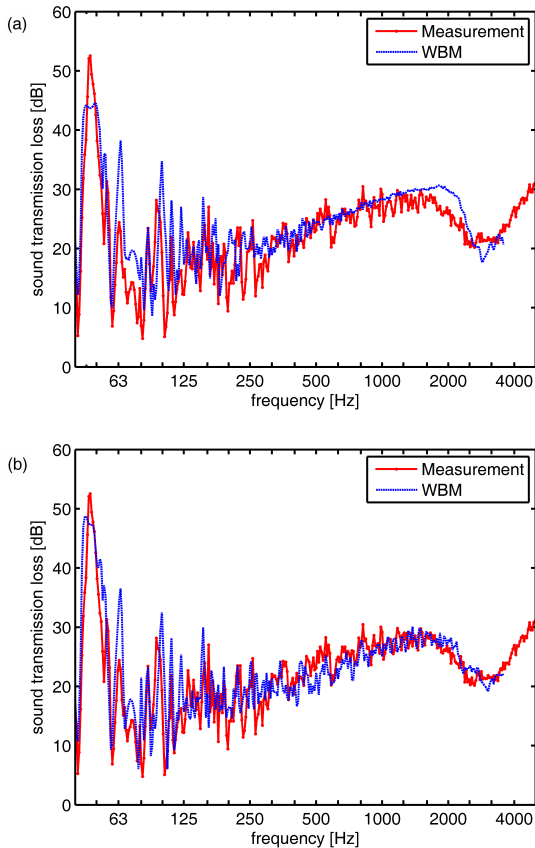 (a)
60
50
40
30
20
10
0
sound transmission loss [dB]
Measurement
WBM
63 125 250 500 1000 2000 4000
frequency [Hz]
(b)
60
50
40
30
20
10
0
sound transmission loss [dB]
Measurement
WBM
63 125 250 500 1000 2000 4000
frequency [Hz]